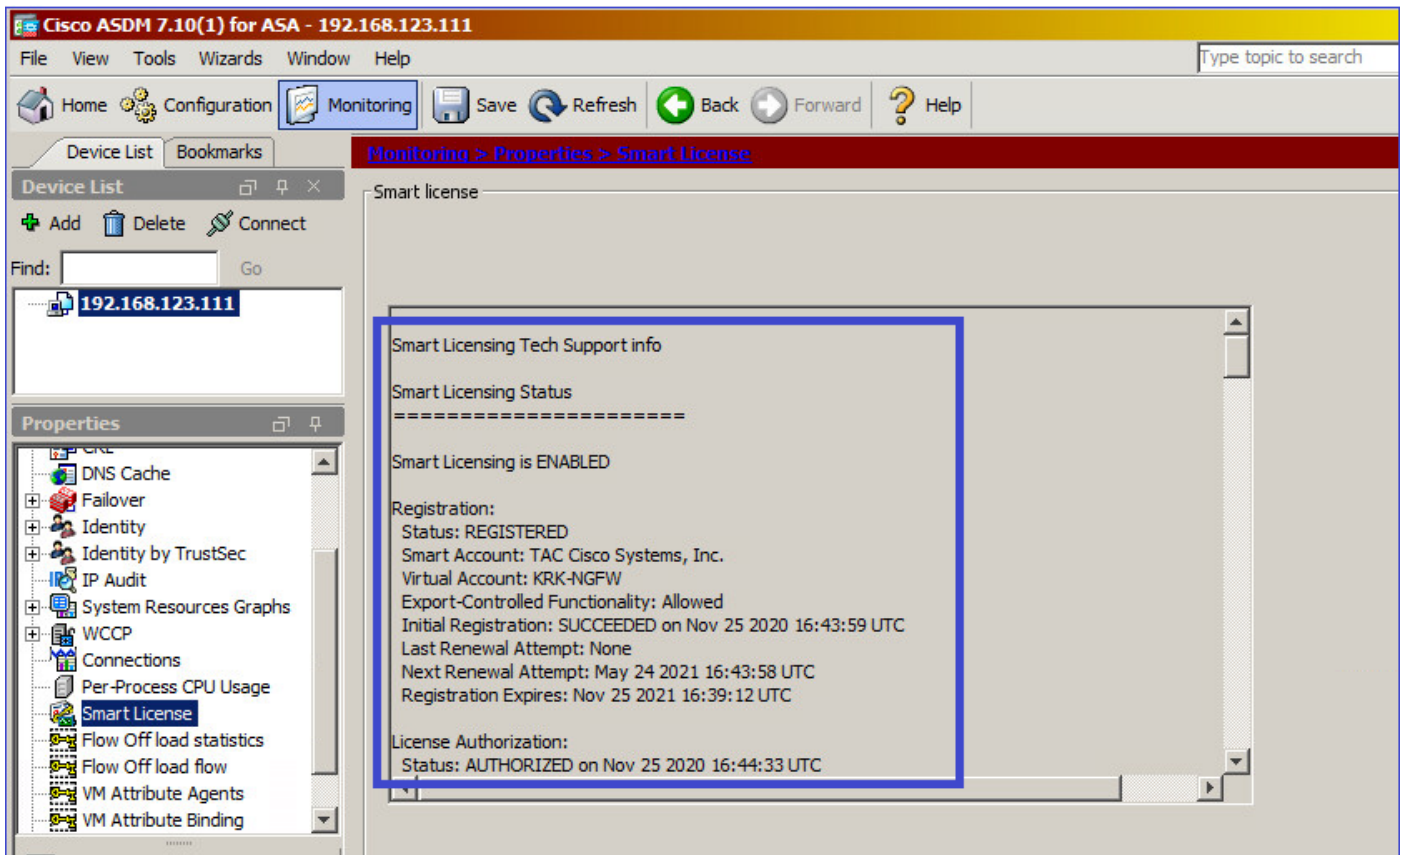 Cisco ASDM 7.10(1) for ASA - 192.168.123.111
File View Tools Wizards Window Help
Type topic to search
Home Configuration Monitoring Save Refresh Back Forward Help
Device List Bookmarks
Monitoring > Properties > Smart License
Device List
Smart license
Add Delete Connect
Find: Go
192.168.123.111
Smart Licensing Tech Support info
Smart Licensing Status
======================
Smart Licensing is ENABLED
Registration:
Status: REGISTERED
Smart Account: TAC Cisco Systems, Inc.
Virtual Account: KRK-NGFW
Export-Controlled Functionality: Allowed
Initial Registration: SUCCEEDED on Nov 25 2020 16:43:59 UTC
Last Renewal Attempt: None
Next Renewal Attempt: May 24 2021 16:43:58 UTC
Registration Expires: Nov 25 2021 16:39:12 UTC
License Authorization:
Status: AUTHORIZED on Nov 25 2020 16:44:33 UTC
Properties
DNS Cache
Failover
Identity
Identity by TrustSec
IP Audit
System Resources Graphs
WCCP
Connections
Per-Process CPU Usage
Smart License
Flow Off load statistics
Flow Off load flow
VM Attribute Agents
VM Attribute Binding